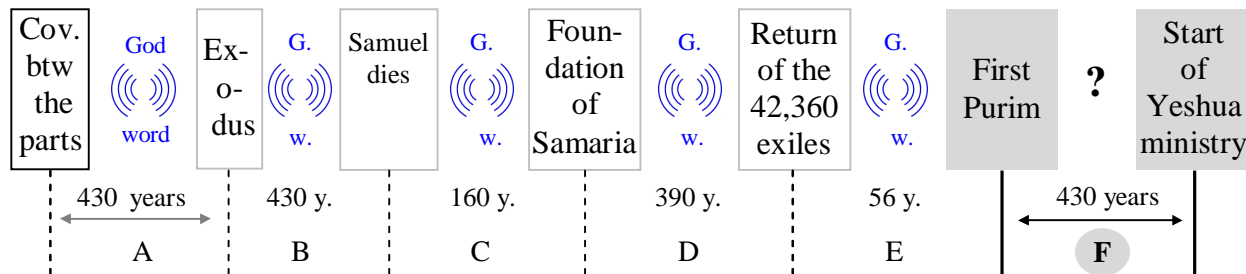 Cov.
btw
the
parts
God
word
Ex-
o-
dus
G.
w.
Samuel
dies
G.
w.
Foun-
dation
of
Samaria
G.
w.
Return
of the
42,360
exiles
G.
w.
First
Purim
?
Start
of
Yeshua
ministry
430 years
430 y.
160 y.
390 y.
56 y.
430 years
A
B
C
D
E
F